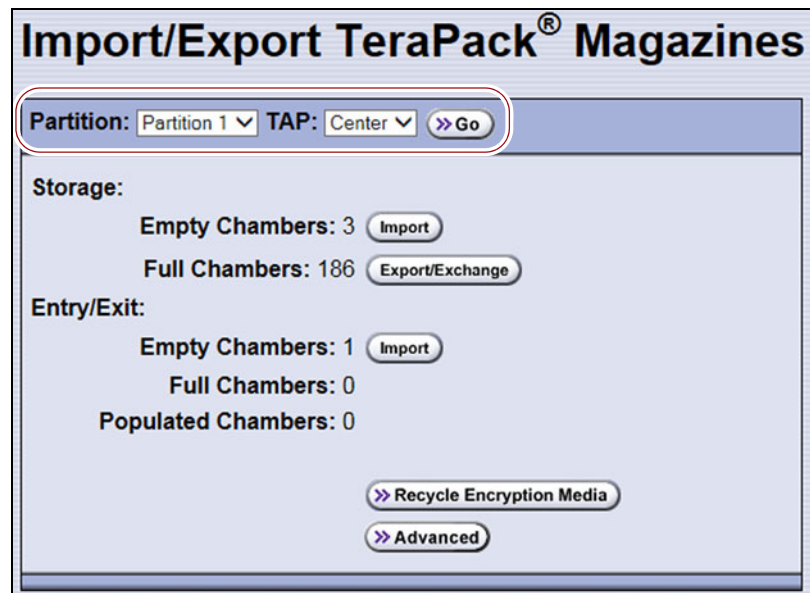 Import/Export TeraPack® Magazines
Partition: Partition 1 TAP: Center >> Go
Storage:
Empty Chambers: 3 Import
Full Chambers: 186 Export/Exchange
Entry/Exit:
Empty Chambers: 1 Import
Full Chambers: 0
Populated Chambers: 0
>> Recycle Encryption Media
>> Advanced